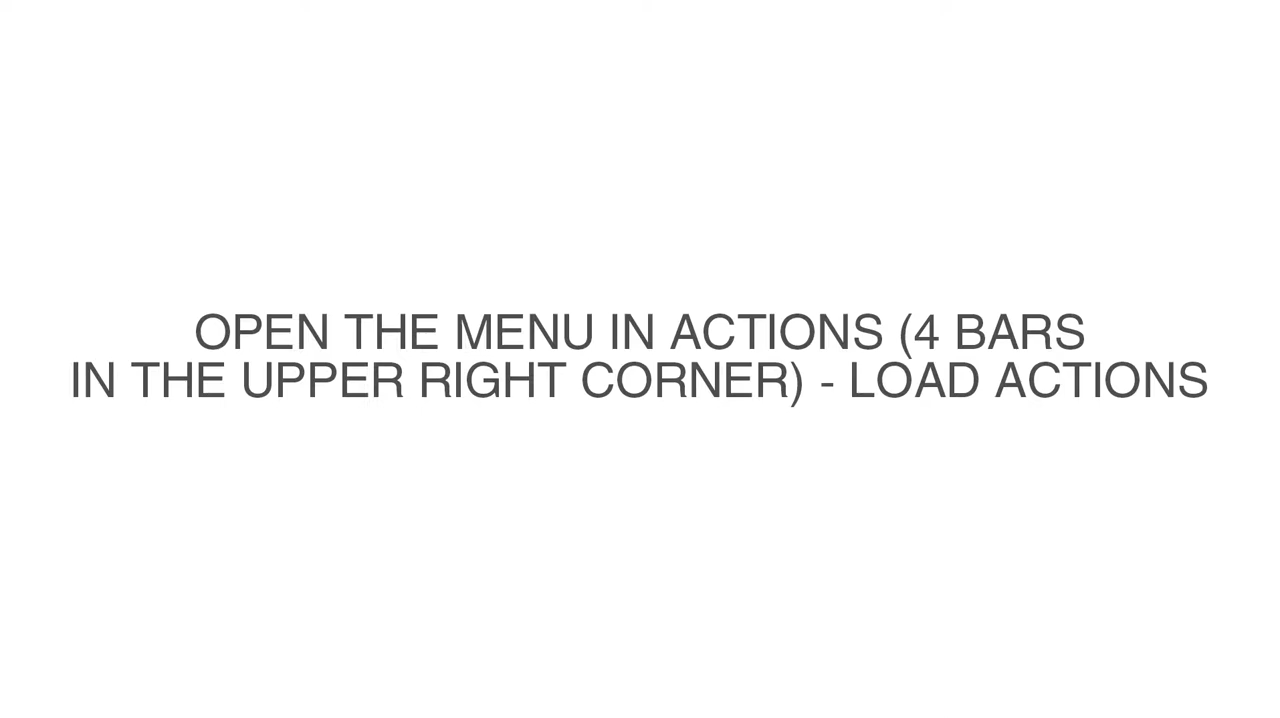 OPEN THE MENU IN ACTIONS (4 BARS
IN THE UPPER RIGHT CORNER) - LOAD ACTIONS